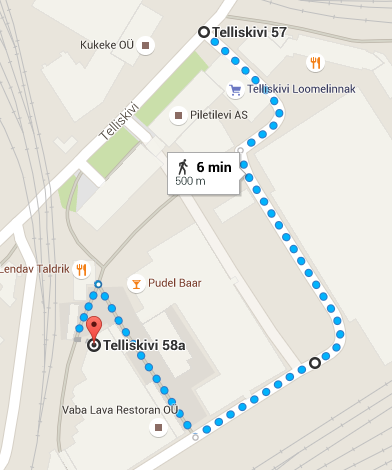 Telliskivi 57
Kukeke OÜ
Telliskivi Loomelinnak
Telliskivi
Piletilevi AS
6 min
500 m
Lendav Taldrik
Pudel Baar
Telliskivi 58a
Vaba Lava Restoran OÜ